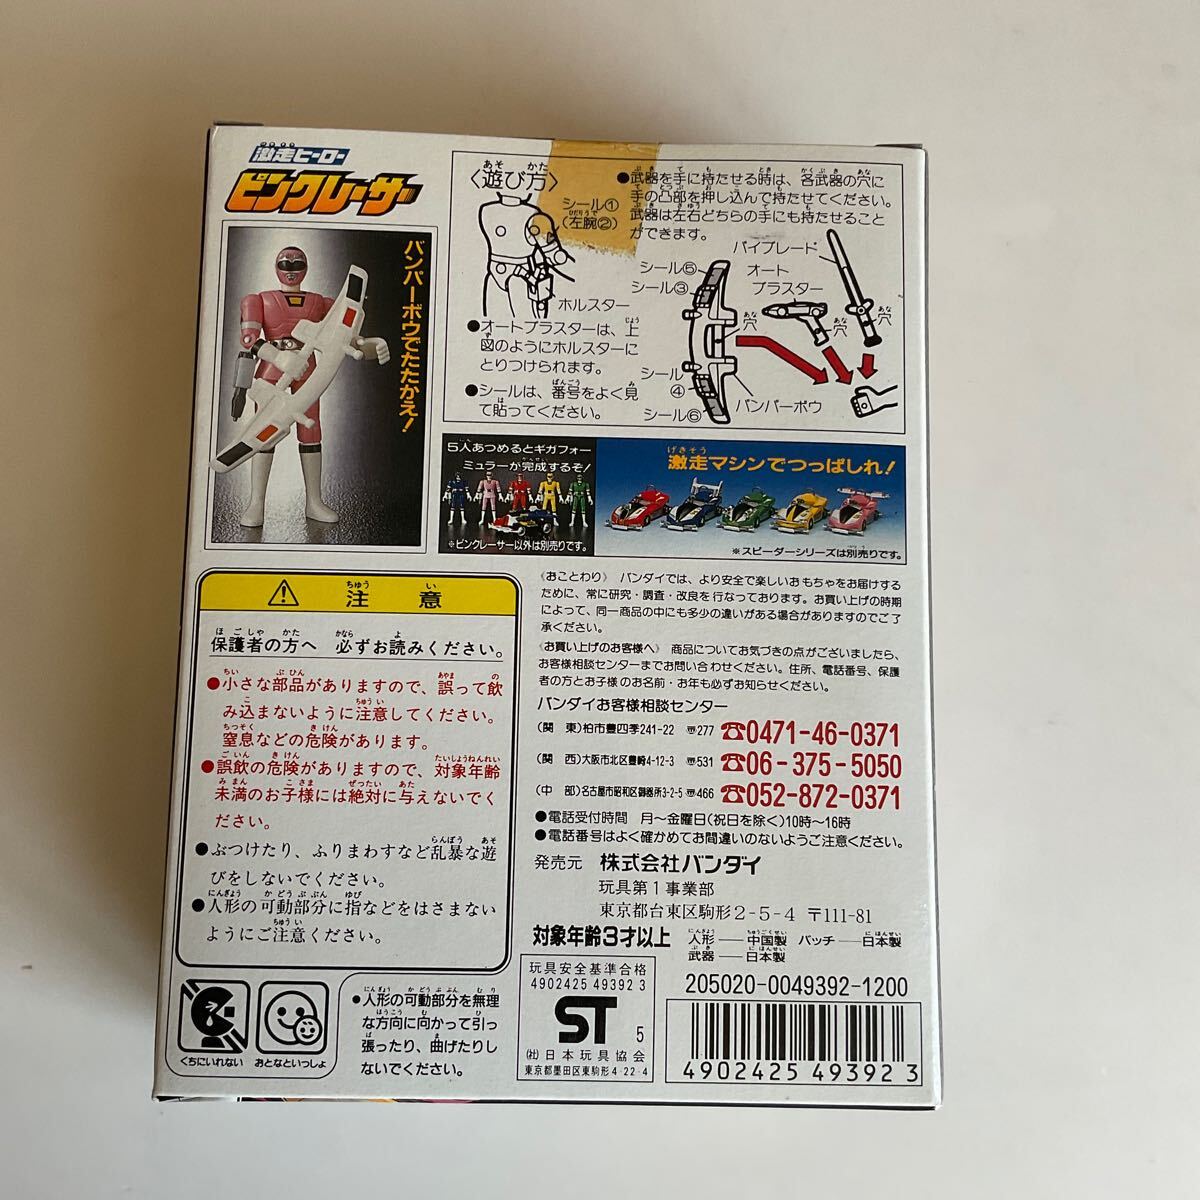 激走ヒーロー
ピンクレーサー
バンパーボウでたたかえ!
〈遊び方〉
シール①
(左腕②)
ホルスター
●オートブラスターは、上
図のようにホルスターに
とりつけられます。
●シールは、番号をよく見
て貼ってください。
●武器を手に持たせる時は、各武器の穴に
手の凸部を押し込んで持たせてください。
武器は左右どちらの手にも持たせること
ができます。
バイブレード
オート
ブラスター
シール⑤
シール③
穴
穴
穴
シール
④
シール⑥
バンパーボウ
5人あつめるとギガフォー
ミュラーが完成するぞ!
※ピンクレーサー以外は別売りです。
激走マシンでつっぱしれ!
※スピーダーシリーズは別売りです。
注意
保護者の方へ 必ずお読みください。
●小さな部品がありますので、誤って飲
み込まないように注意してください。
窒息などの危険があります。
●誤飲の危険がありますので、対象年齢
未満のお子様には絶対に与えないでく
ださい。
●ぶつけたり、ふりまわすなど乱暴な遊
びをしないでください。
●人形の可動部分に指などをはさまない
ようにご注意ください。
くちにいれない
おとなといっしょ
●人形の可動部分を無理
な方向に向かって引っ
張ったり、曲げたりし
ないでください。
《おことわり》 バンダイでは、より安全で楽しいおもちゃをお届けする
ために、常に研究・調査・改良を行なっております。お買い上げの時期
によって、同一商品の中にも多少の違いがある場合がありますのでご了
承ください。
《お買い上げのお客様へ》 商品についてお気づきの点がございましたら、
お客様相談センターまでお問い合わせください。住所、電話番号、保護
者の方とお子様のお名前・お年も必ずお知らせください。
バンダイお客様相談センター
(関 東)柏市豊四季241-22 〒277 ☎0471-46-0371
(関 西)大阪市北区豊崎4-12-3 〒531 ☎06-375-5050
(中 部)名古屋市昭和区御器所3-2-5 〒466 ☎052-872-0371
●電話受付時間 月〜金曜日(祝日を除く)10時〜16時
●電話番号はよく確かめてお間違いのないようご注意ください。
発売元 株式会社バンダイ
玩具第1事業部
東京都台東区駒形2-5-4 〒111-81
対象年齢3才以上
人形――中国製 パッチ――日本製
武器――日本製
玩具安全基準合格
4902425 49392 3
ST 5
(社)日本玩具協会
東京都墨田区東駒形4-22-4
205020-0049392-1200
4902425 49392 3